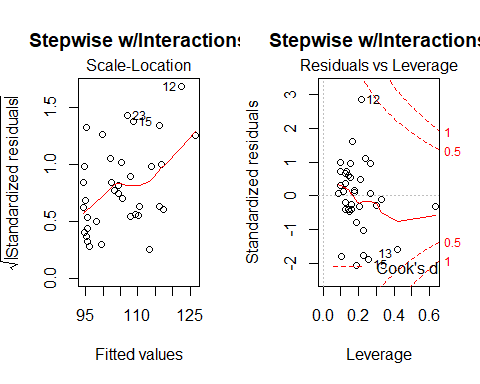 Stepwise w/Interactions
Scale-Location
√|Standardized residuals|
0.0 0.5 1.0 1.5
12
23
15
95 110 125
Fitted values
Stepwise w/Interactions
Residuals vs Leverage
Standardized residuals
-2 -1 0 1 2 3
12
13
15
1
0.5
0.5
1
Cook's d
0.0 0.2 0.4 0.6
Leverage